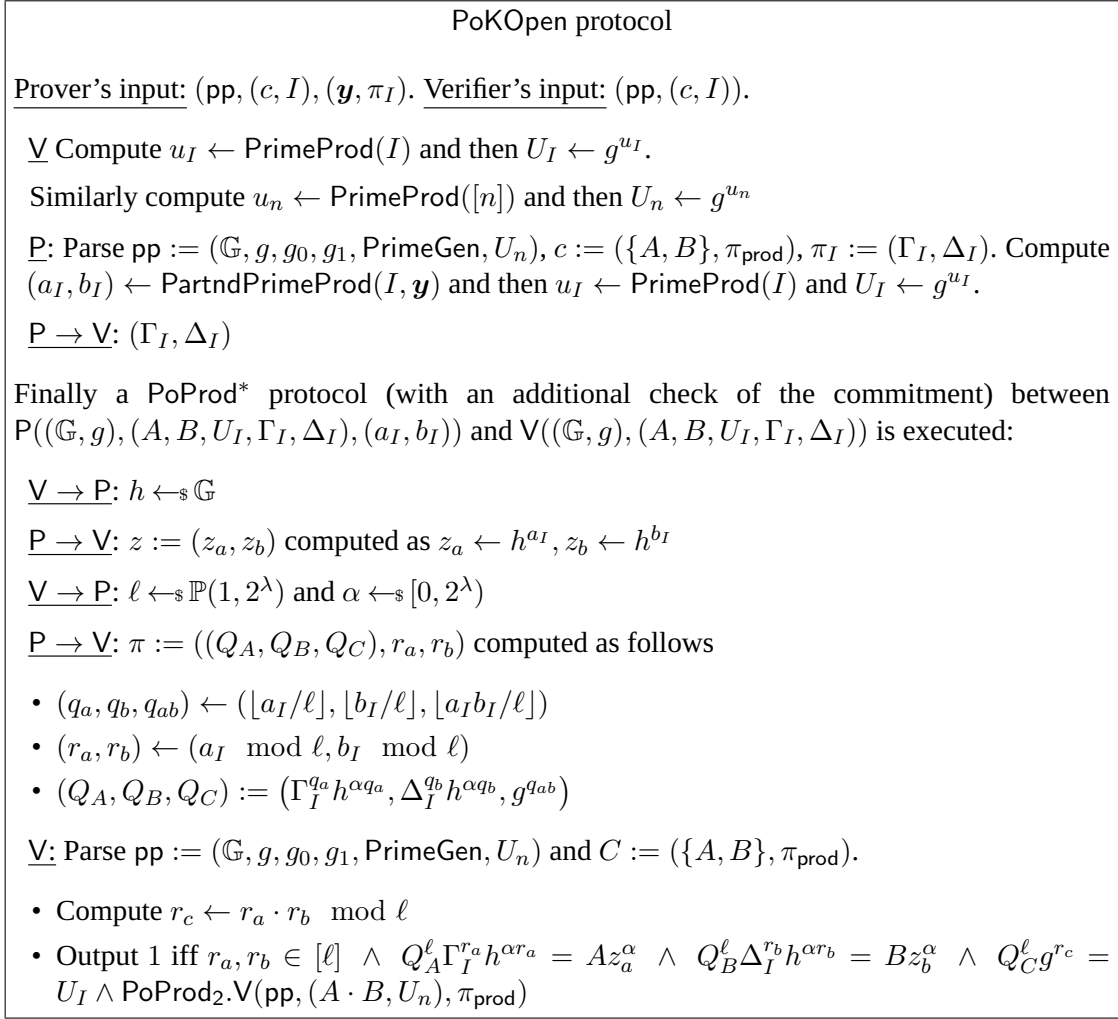 PoKOpen protocol
Prover's input: (pp, (c, I), (𝒚, π_I). Verifier's input: (pp, (c, I)).
V Compute u_I ← PrimeProd(I) and then U_I ← g^{u_I}.
Similarly compute u_n ← PrimeProd([n]) and then U_n ← g^{u_n}
P: Parse pp := (𝔾, g, g_0, g_1, PrimeGen, U_n), c := ({A, B}, π_prod), π_I := (Γ_I, Δ_I). Compute
(a_I, b_I) ← PartndPrimeProd(I, 𝒚) and then u_I ← PrimeProd(I) and U_I ← g^{u_I}.
P → V: (Γ_I, Δ_I)
Finally a PoProd* protocol (with an additional check of the commitment) between
P((𝔾, g), (A, B, U_I, Γ_I, Δ_I), (a_I, b_I)) and V((𝔾, g), (A, B, U_I, Γ_I, Δ_I)) is executed:
V → P: h ←$ 𝔾
P → V: z := (z_a, z_b) computed as z_a ← h^{a_I}, z_b ← h^{b_I}
V → P: ℓ ←$ ℙ(1, 2^λ) and α ←$ [0, 2^λ)
P → V: π := ((Q_A, Q_B, Q_C), r_a, r_b) computed as follows
• (q_a, q_b, q_{ab}) ← (⌊a_I/ℓ⌋, ⌊b_I/ℓ⌋, ⌊a_I b_I/ℓ⌋)
• (r_a, r_b) ← (a_I mod ℓ, b_I mod ℓ)
• (Q_A, Q_B, Q_C) := (Γ_I^{q_a} h^{αq_a}, Δ_I^{q_b} h^{αq_b}, g^{q_{ab}})
V: Parse pp := (𝔾, g, g_0, g_1, PrimeGen, U_n) and C := ({A, B}, π_prod).
• Compute r_c ← r_a · r_b mod ℓ
• Output 1 iff r_a, r_b ∈ [ℓ] ∧ Q_A^ℓ Γ_I^{r_a} h^{αr_a} = Az_a^α ∧ Q_B^ℓ Δ_I^{r_b} h^{αr_b} = Bz_b^α ∧ Q_C^ℓ g^{r_c} =
U_I ∧ PoProd_2.V(pp, (A · B, U_n), π_prod)